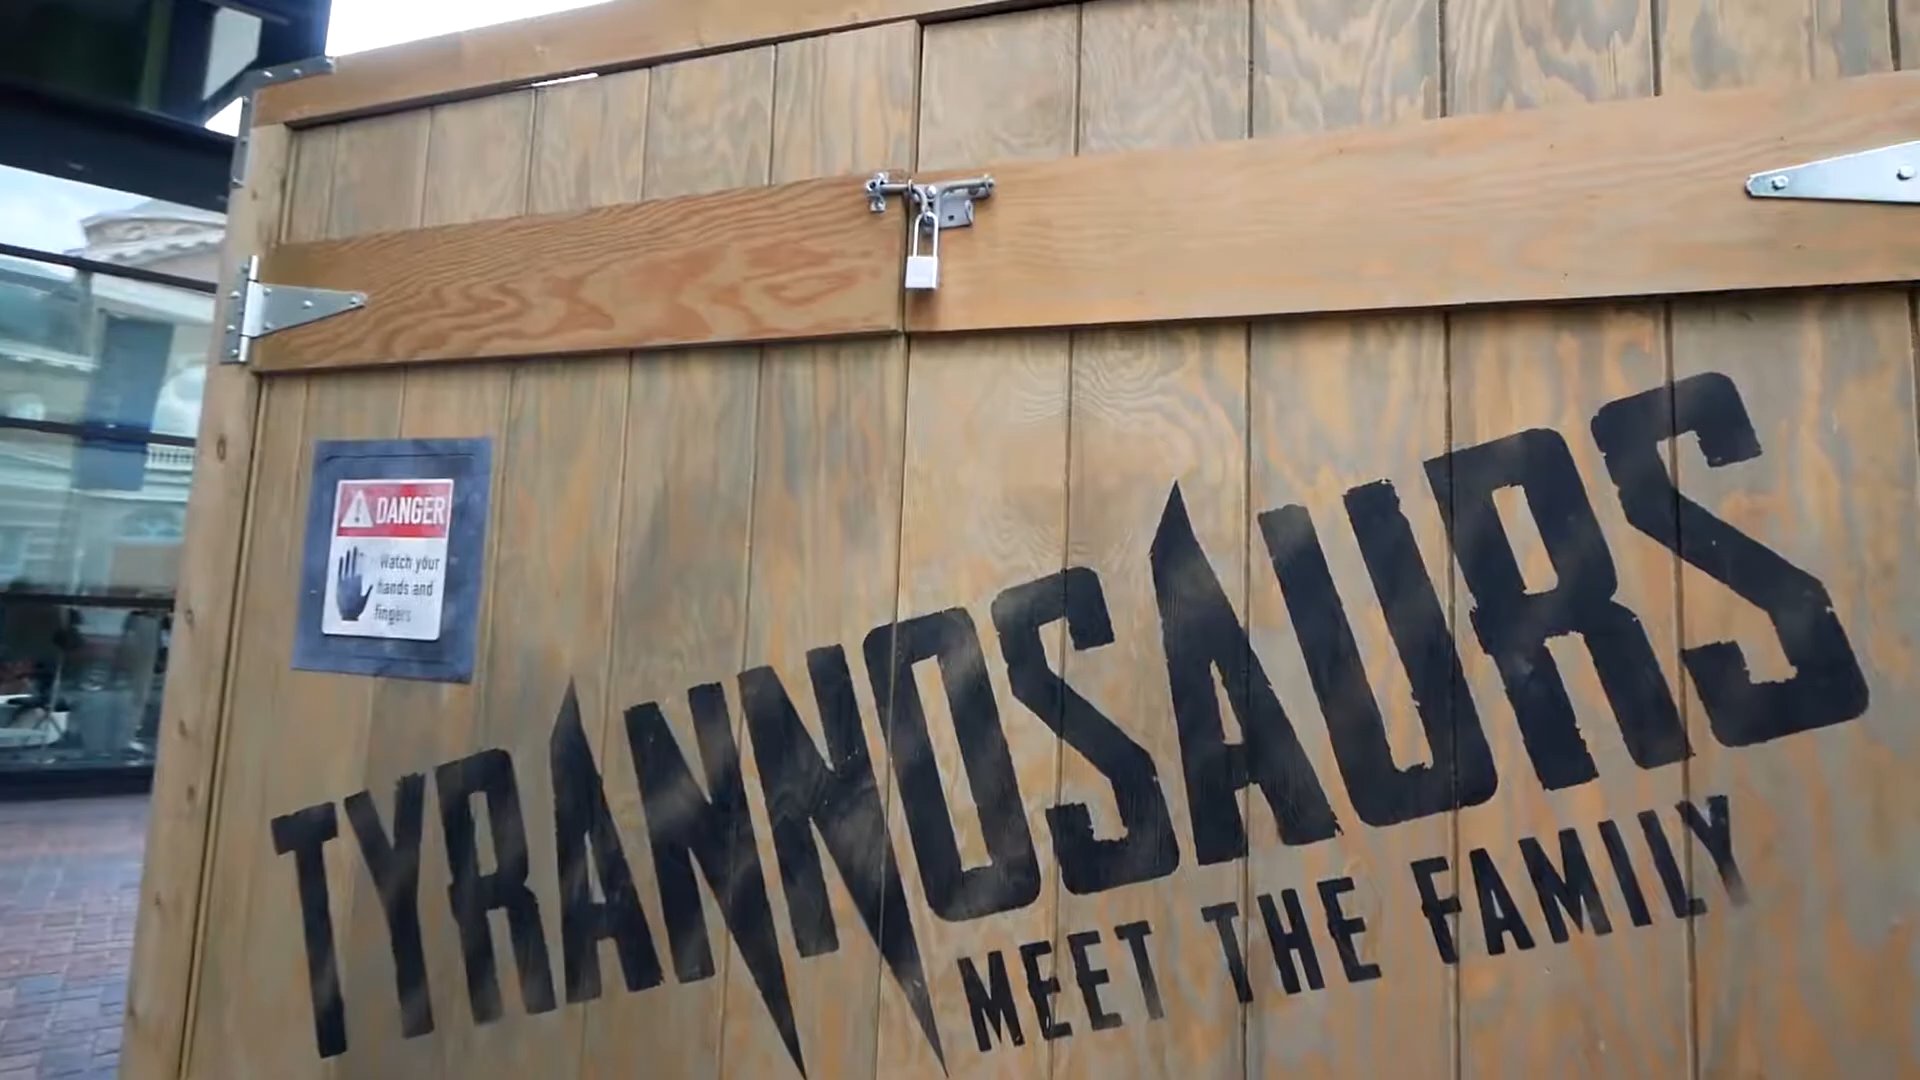 DANGER
Watch your
hands and
fingers
TYRANNOSAURS
MEET THE FAMILY